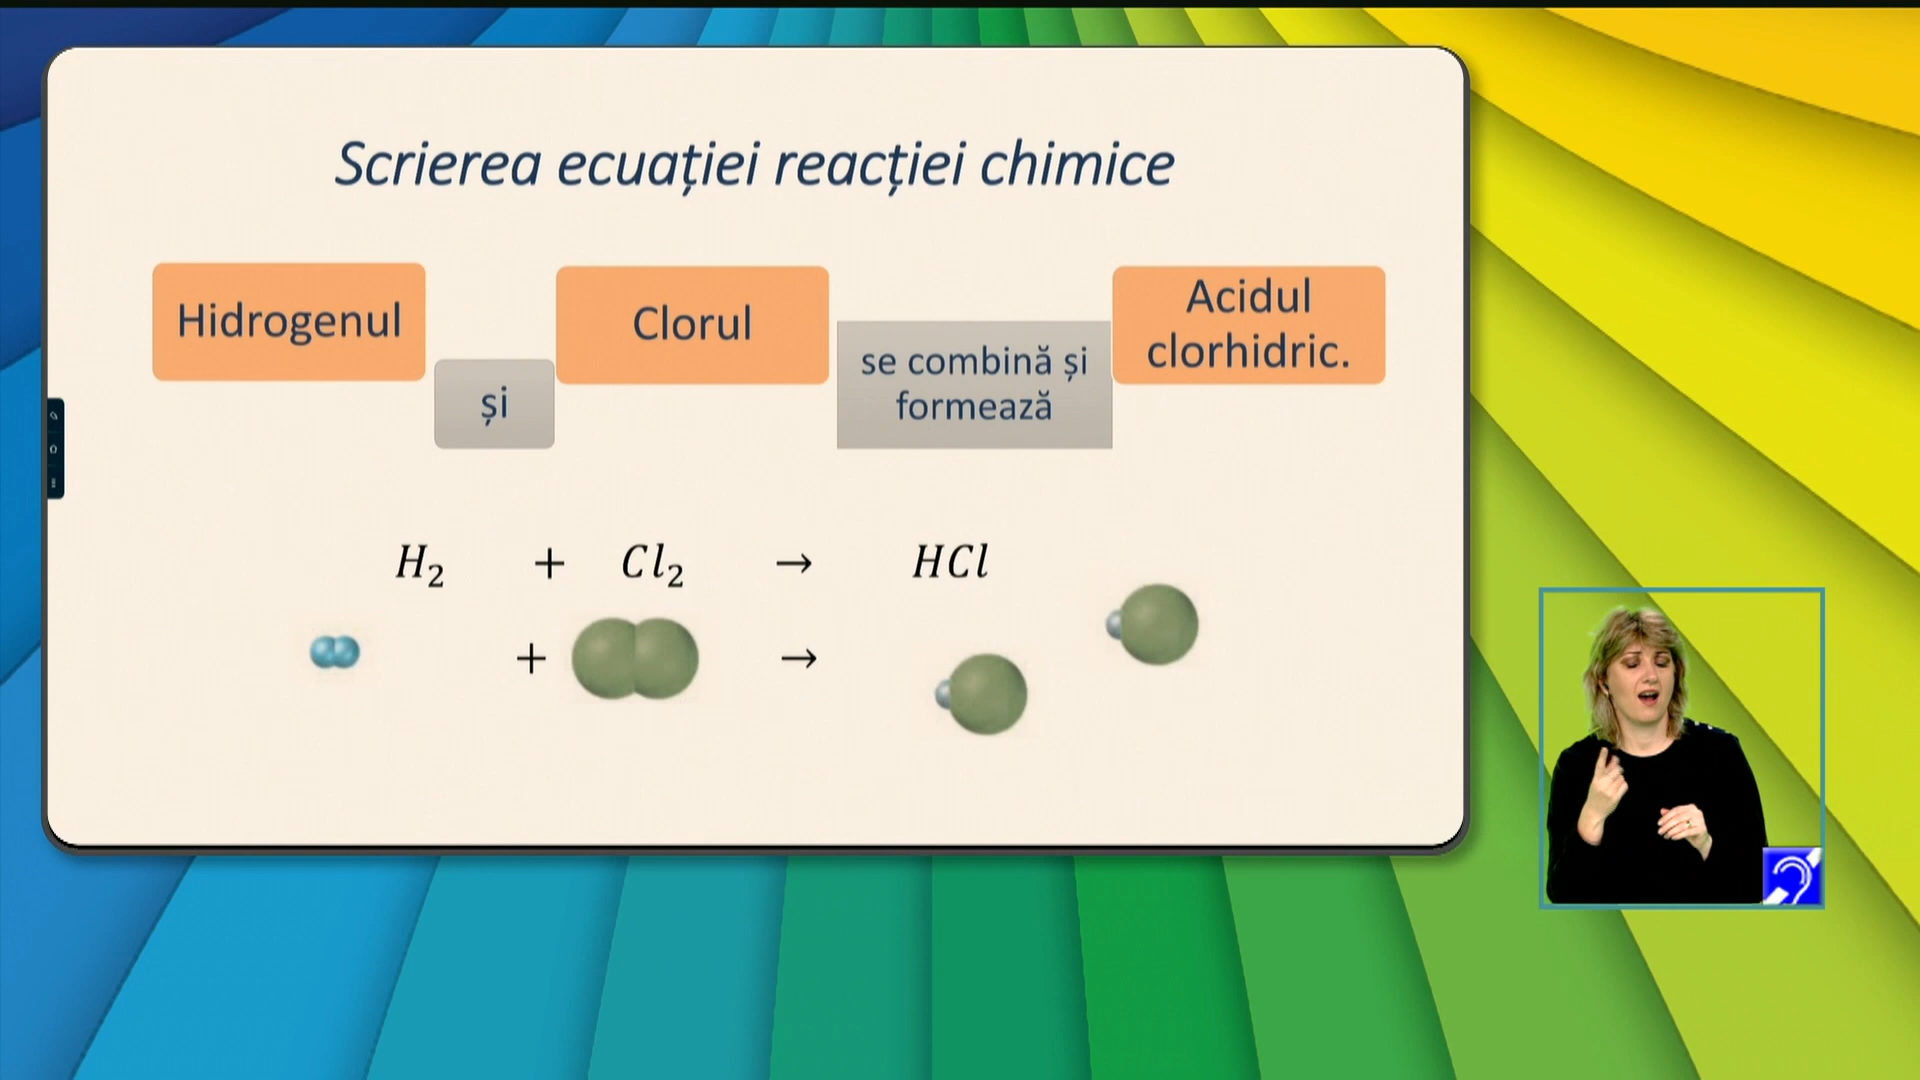 Scrierea ecuației reacției chimice
Hidrogenul
și
Clorul
se combină și
formează
Acidul
clorhidric.
H₂ + Cl₂ → HCl
+ →